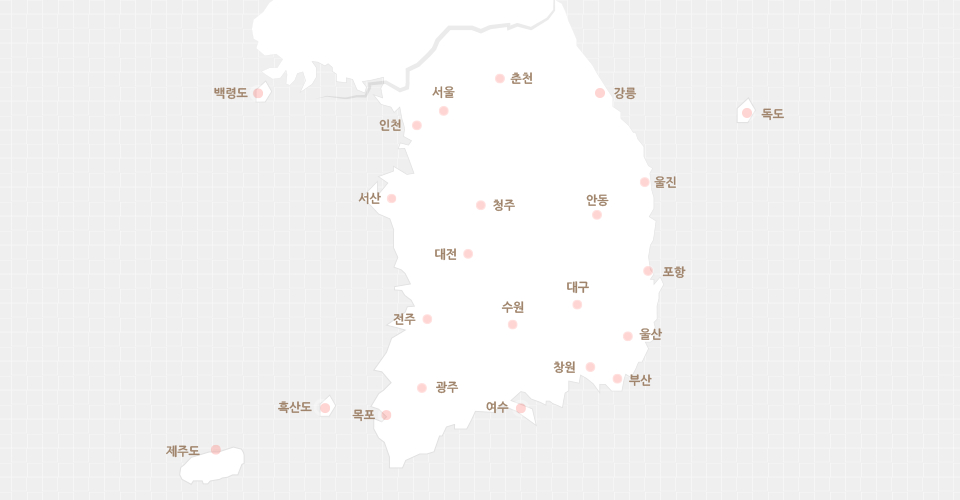 춘천
백령도
서울
강릉
독도
인천
울진
서산
안동
청주
대전
포항
대구
수원
전주
울산
창원
부산
광주
흑산도
여수
목포
제주도